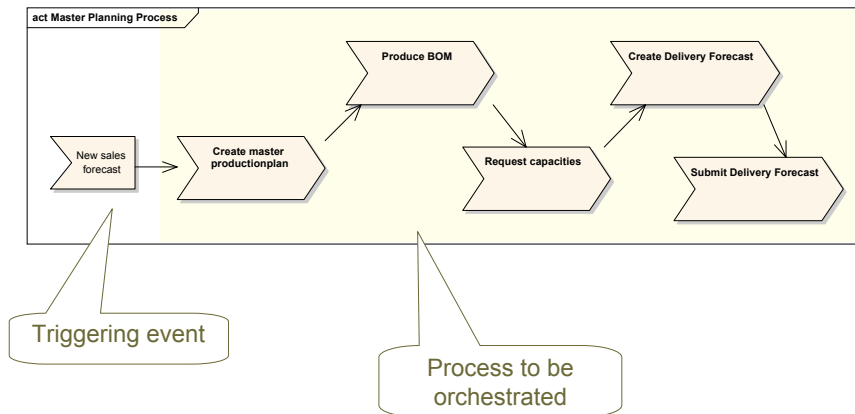 act Master Planning Process
Produce BOM
Create Delivery Forecast
New sales
forecast
Create master
productionplan
Request capacities
Submit Delivery Forecast
Triggering event
Process to be
orchestrated